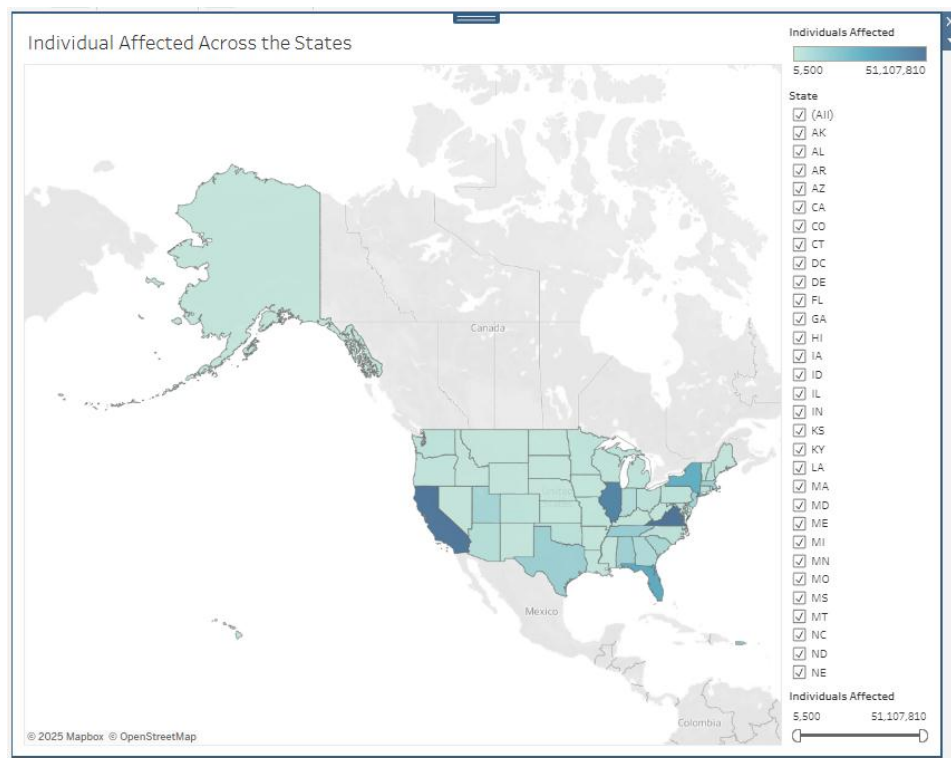 Individual Affected Across the States
Canada
United
Mexico
Colombia
© 2025 Mapbox © OpenStreetMap
Individuals Affected
5,500 51,107,810
State
(All)
AK
AL
AR
AZ
CA
CO
CT
DC
DE
FL
GA
HI
IA
ID
IL
IN
KS
KY
LA
MA
MD
ME
MI
MN
MO
MS
MT
NC
ND
NE
Individuals Affected
5,500 51,107,810